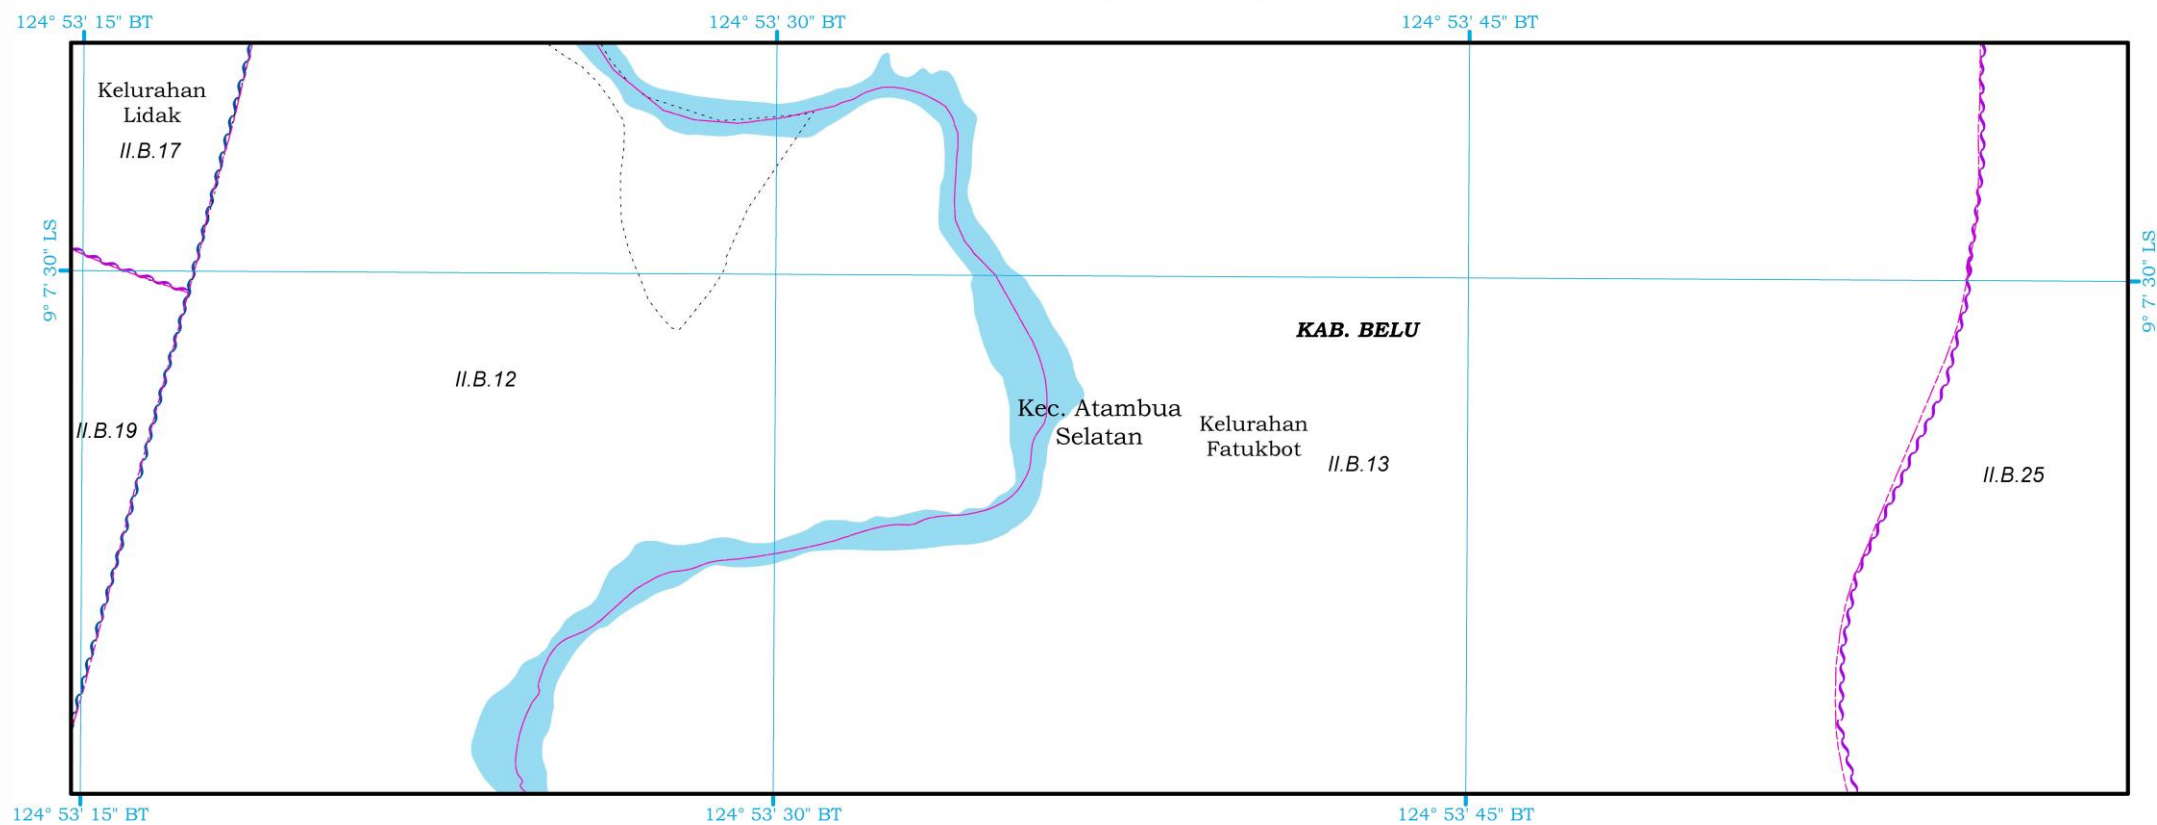 124° 53' 15" BT
124° 53' 30" BT
124° 53' 45" BT
Kelurahan
Lidak
II.B.17
9° 7' 30" LS
9° 7' 30" LS
KAB. BELU
II.B.12
Kec. Atambua
Selatan
Kelurahan
Fatukbot
II.B.19
II.B.13
II.B.25
124° 53' 15" BT
124° 53' 30" BT
124° 53' 45" BT